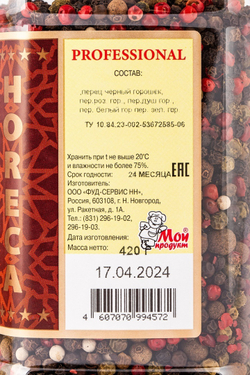 PROFESSIONAL
СОСТАВ:
перец черный горошек,
пер.роз. гор., пер.душ гор.,
пер. белый гор пер. зел. гор.
ТУ 10.84.23-002-53672585-06
Хранить при t не выше 20°С
и влажности не более 75%.
Срок годности: 24 МЕСЯЦА EAC
Изготовитель:
ООО «ФУД-СЕРВИС НН»,
Россия, 603108, г. Н. Новгород,
ул. Ракетная, д. 1А.
Тел.: (831) 296-19-02,
296-19-03.
Дата изготовления:
Масса нетто: 420 г
Мой
продукт
17.04.2024
4 607070 994572
HORECA